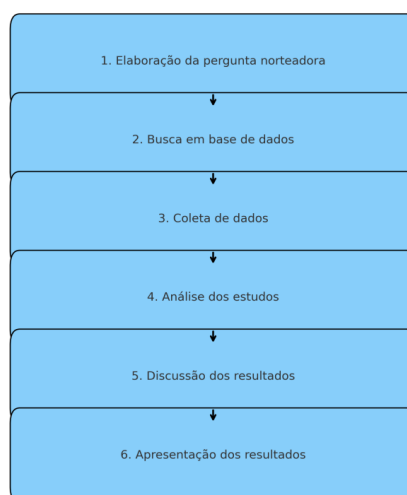 1. Elaboração da pergunta norteadora
2. Busca em base de dados
3. Coleta de dados
4. Análise dos estudos
5. Discussão dos resultados
6. Apresentação dos resultados